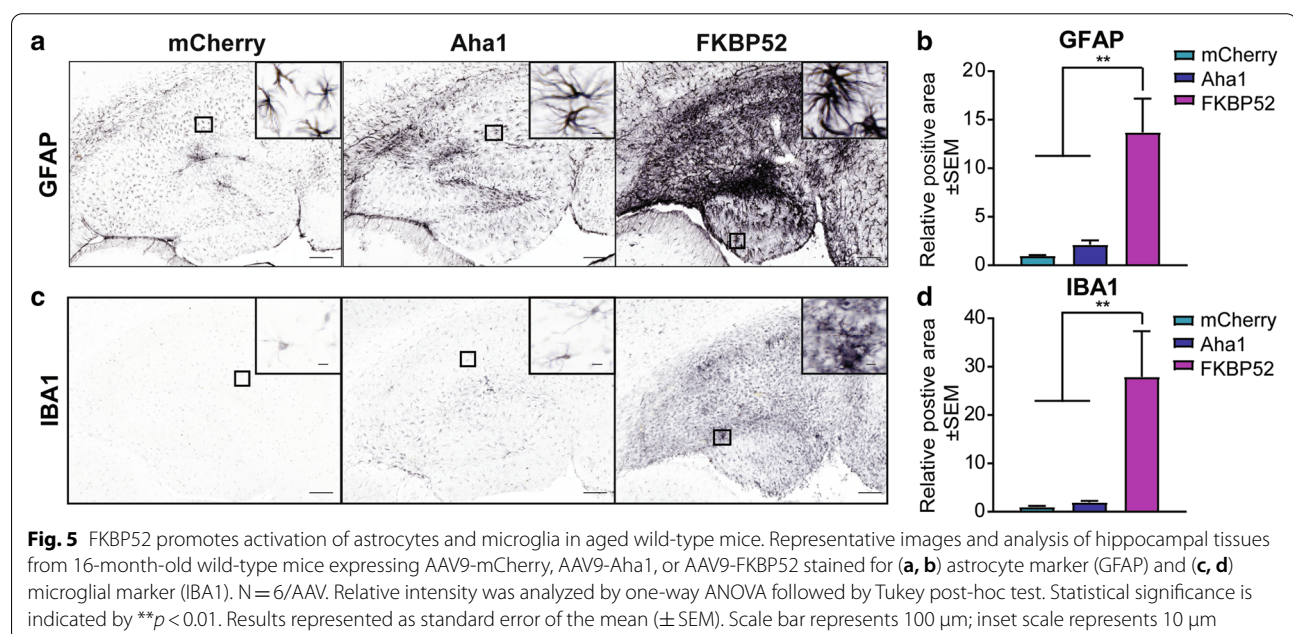 a
mCherry
Aha1
FKBP52
GFAP
b
GFAP
Relative positive area
±SEM
20
15
10
5
0
**
mCherry
Aha1
FKBP52
c
IBA1
d
IBA1
Relative postive area
±SEM
40
30
20
10
0
**
mCherry
Aha1
FKBP52
Fig. 5 FKBP52 promotes activation of astrocytes and microglia in aged wild-type mice. Representative images and analysis of hippocampal tissues
from 16-month-old wild-type mice expressing AAV9-mCherry, AAV9-Aha1, or AAV9-FKBP52 stained for (a, b) astrocyte marker (GFAP) and (c, d)
microglial marker (IBA1). N = 6/AAV. Relative intensity was analyzed by one-way ANOVA followed by Tukey post-hoc test. Statistical significance is
indicated by **p < 0.01. Results represented as standard error of the mean (± SEM). Scale bar represents 100 µm; inset scale represents 10 µm